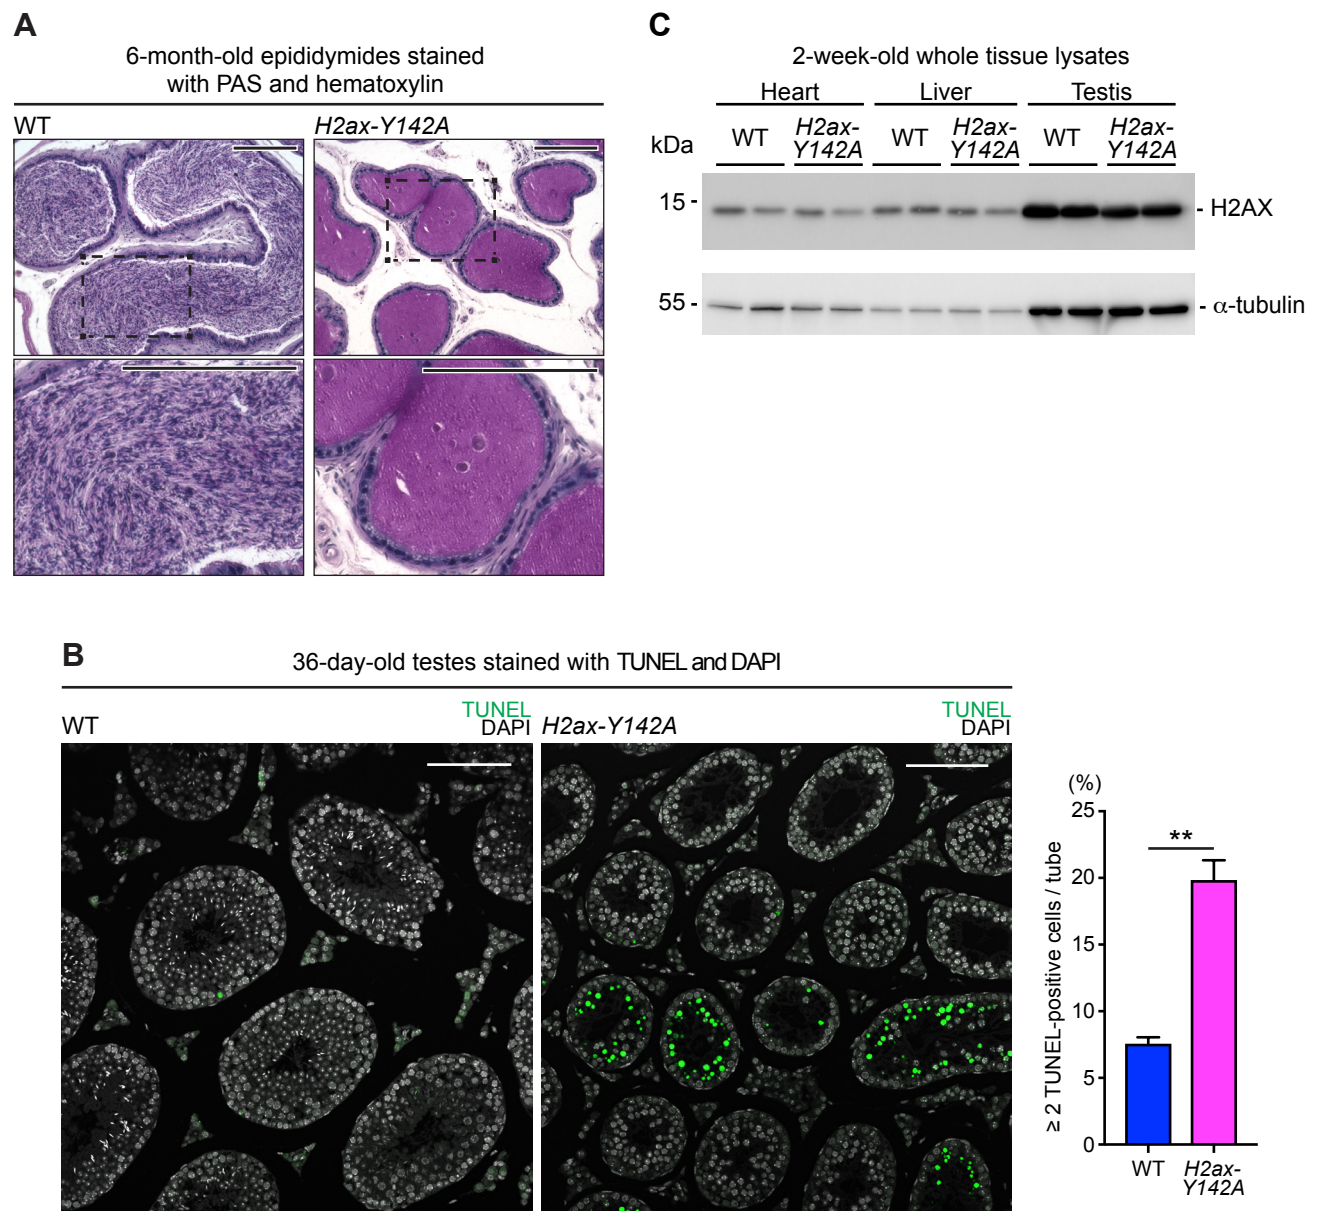 A
6-month-old epididymides stained
with PAS and hematoxylin
WT
H2ax-Y142A
C
2-week-old whole tissue lysates
Heart
Liver
Testis
kDa
WT
H2ax-
Y142A
WT
H2ax-
Y142A
WT
H2ax-
Y142A
15 -
- H2AX
55 -
- α-tubulin
B
36-day-old testes stained with TUNEL and DAPI
WT
TUNEL
DAPI
H2ax-Y142A
TUNEL
DAPI
(%)
≥ 2 TUNEL-positive cells / tube
25
20
15
10
5
0
**
WT
H2ax-
Y142A